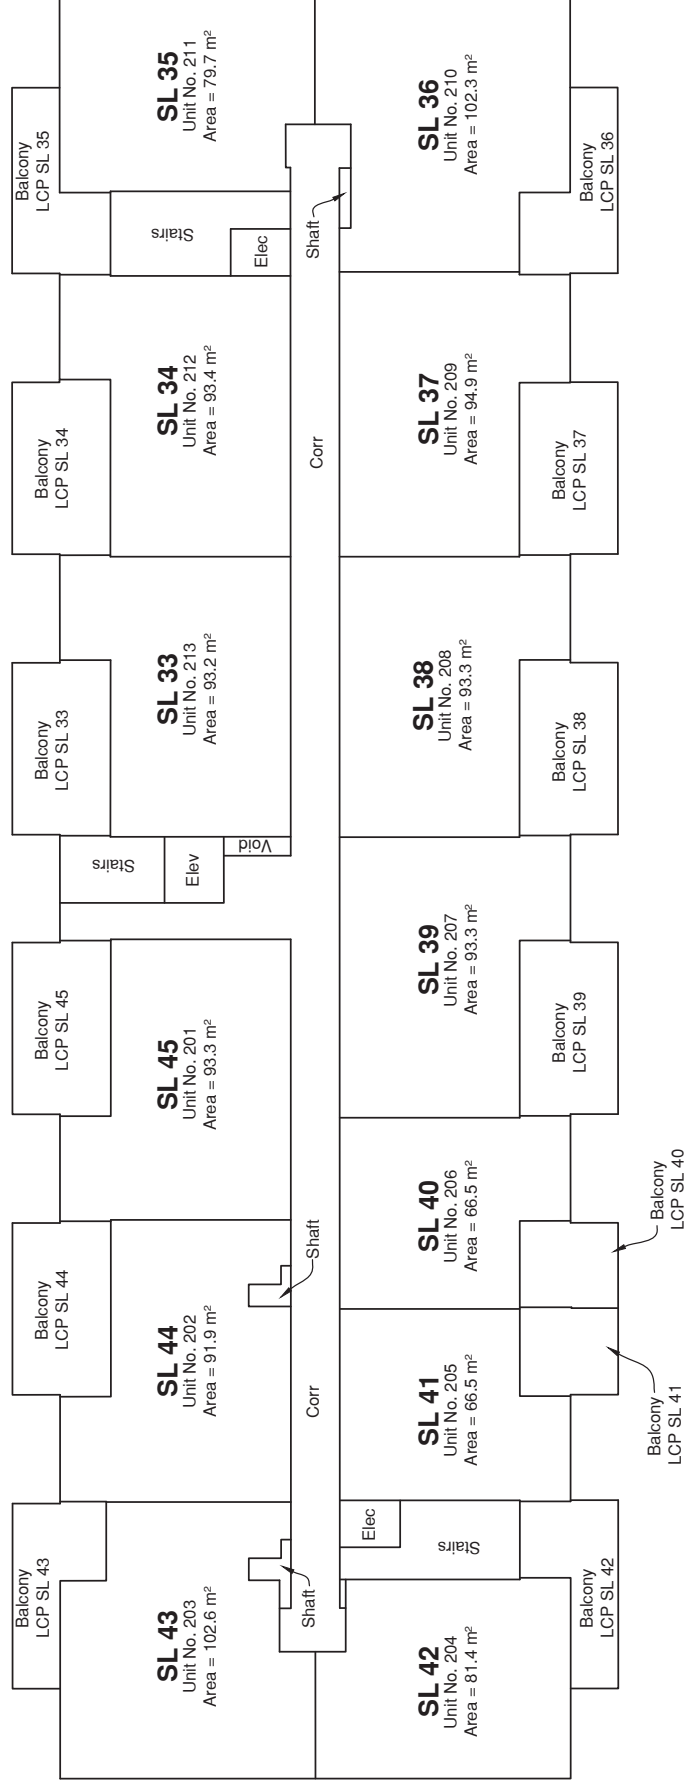 Balcony
LCP SL 43
Balcony
LCP SL 44
Balcony
LCP SL 45
Balcony
LCP SL 33
Balcony
LCP SL 34
Balcony
LCP SL 35
SL 43
Unit No. 203
Area = 102.6 m²
SL 44
Unit No. 202
Area = 91.9 m²
SL 45
Unit No. 201
Area = 93.3 m²
Stairs
Elev
Void
SL 33
Unit No. 213
Area = 93.2 m²
SL 34
Unit No. 212
Area = 93.4 m²
Stairs
Elec
SL 35
Unit No. 211
Area = 79.7 m²
Shaft
Corr
Shaft
Corr
Shaft
SL 42
Unit No. 204
Area = 81.4 m²
Elec
Stairs
SL 41
Unit No. 205
Area = 66.5 m²
SL 40
Unit No. 206
Area = 66.5 m²
SL 39
Unit No. 207
Area = 93.3 m²
SL 38
Unit No. 208
Area = 93.3 m²
SL 37
Unit No. 209
Area = 94.9 m²
SL 36
Unit No. 210
Area = 102.3 m²
Balcony
LCP SL 42
Balcony
LCP SL 41
Balcony
LCP SL 40
Balcony
LCP SL 39
Balcony
LCP SL 38
Balcony
LCP SL 37
Balcony
LCP SL 36